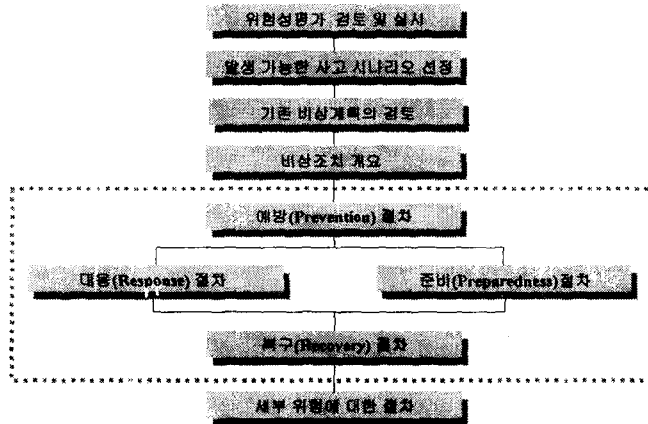 위험성평가 검토 및 실시
발생 가능한 사고 시나리오 선정
기존 비상계획의 검토
비상조치 개요
예방(Prevention) 절차
대응(Response) 절차
준비(Preparedness)절차
복구(Recovery) 절차
세부 위험에 대한 절차